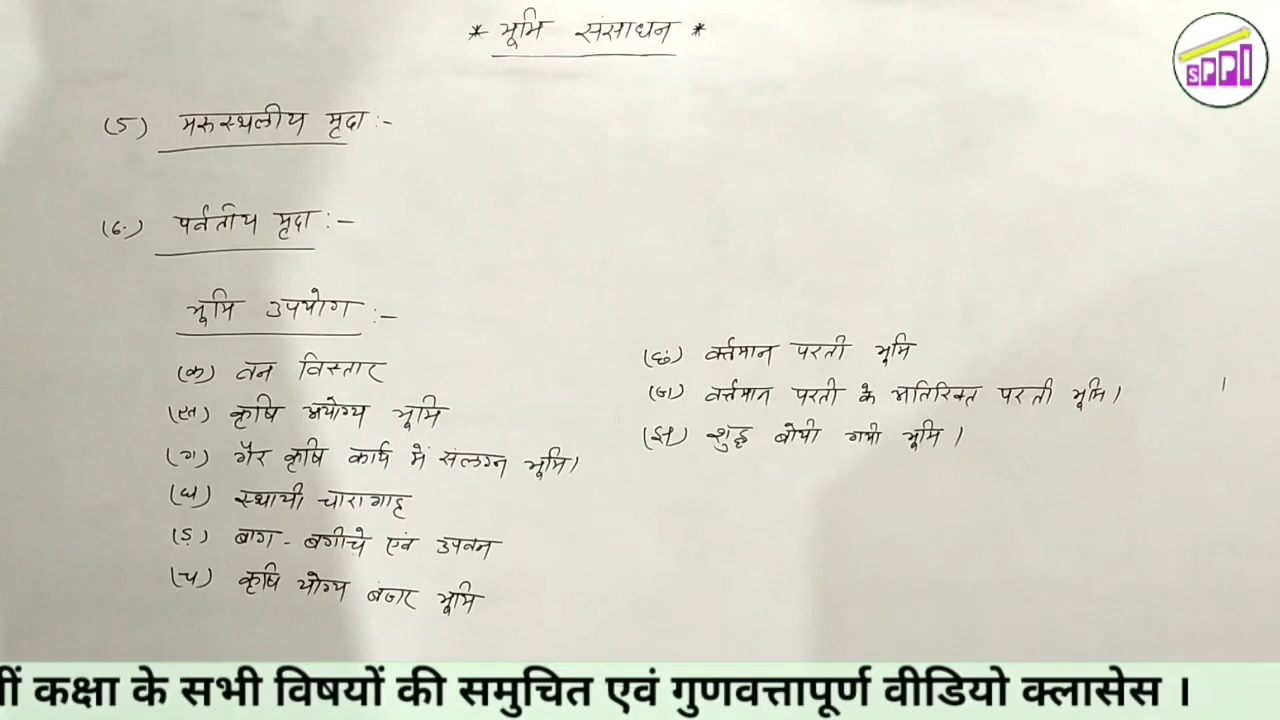 * भूमि संसाधन *
SPPI
(5) मरुस्थलीय मृदा :-
(6.) पर्वतीय मृदा :-
भूमि उपयोग :-
(क) वन विस्तार
(ख) कृषि अयोग्य भूमि
(ग) गैर कृषि कार्य में संलग्न भूमि।
(घ) स्थायी चारागाह
(ङ) बाग - बगीचे एवं उपवन
(च) कृषि योग्य बंजर भूमि
(छ) वर्त्तमान परती भूमि
(ज) वर्त्तमान परती के अतिरिक्त परती भूमि।
(झ) शुद्ध बोयी गयी भूमि।
ीं कक्षा के सभी विषयों की समुचित एवं गुणवत्तापूर्ण वीडियो क्लासेस ।